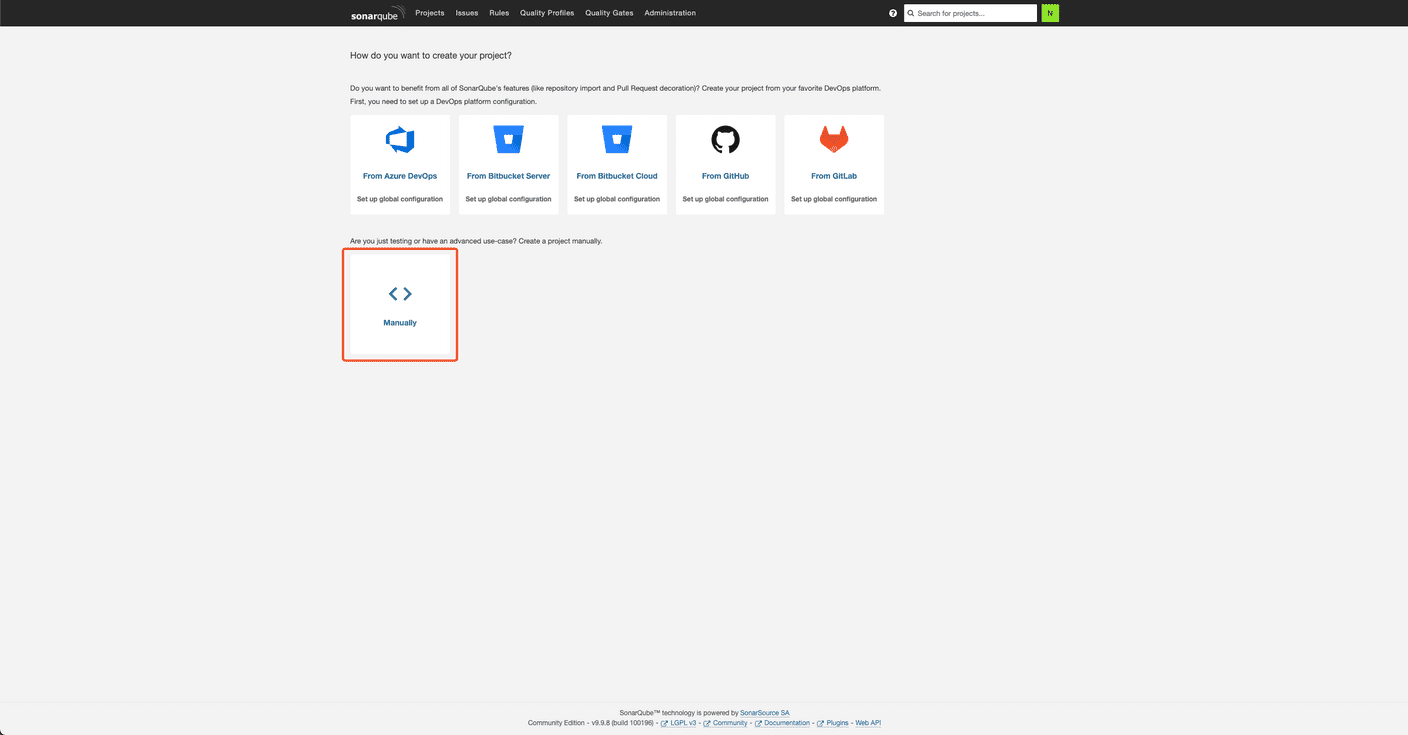 sonarqube Projects Issues Rules Quality Profiles Quality Gates Administration ? Search for projects... N
How do you want to create your project?
Do you want to benefit from all of SonarQube's features (like repository import and Pull Request decoration)? Create your project from your favorite DevOps platform.
First, you need to set up a DevOps platform configuration.
From Azure DevOps From Bitbucket Server From Bitbucket Cloud From GitHub From GitLab
Set up global configuration Set up global configuration Set up global configuration Set up global configuration Set up global configuration
Are you just testing or have an advanced use-case? Create a project manually.
Manually
SonarQube™ technology is powered by SonarSource SA
Community Edition - v9.9.8 (build 100196) - LGPL v3 - Community - Documentation - Plugins - Web API